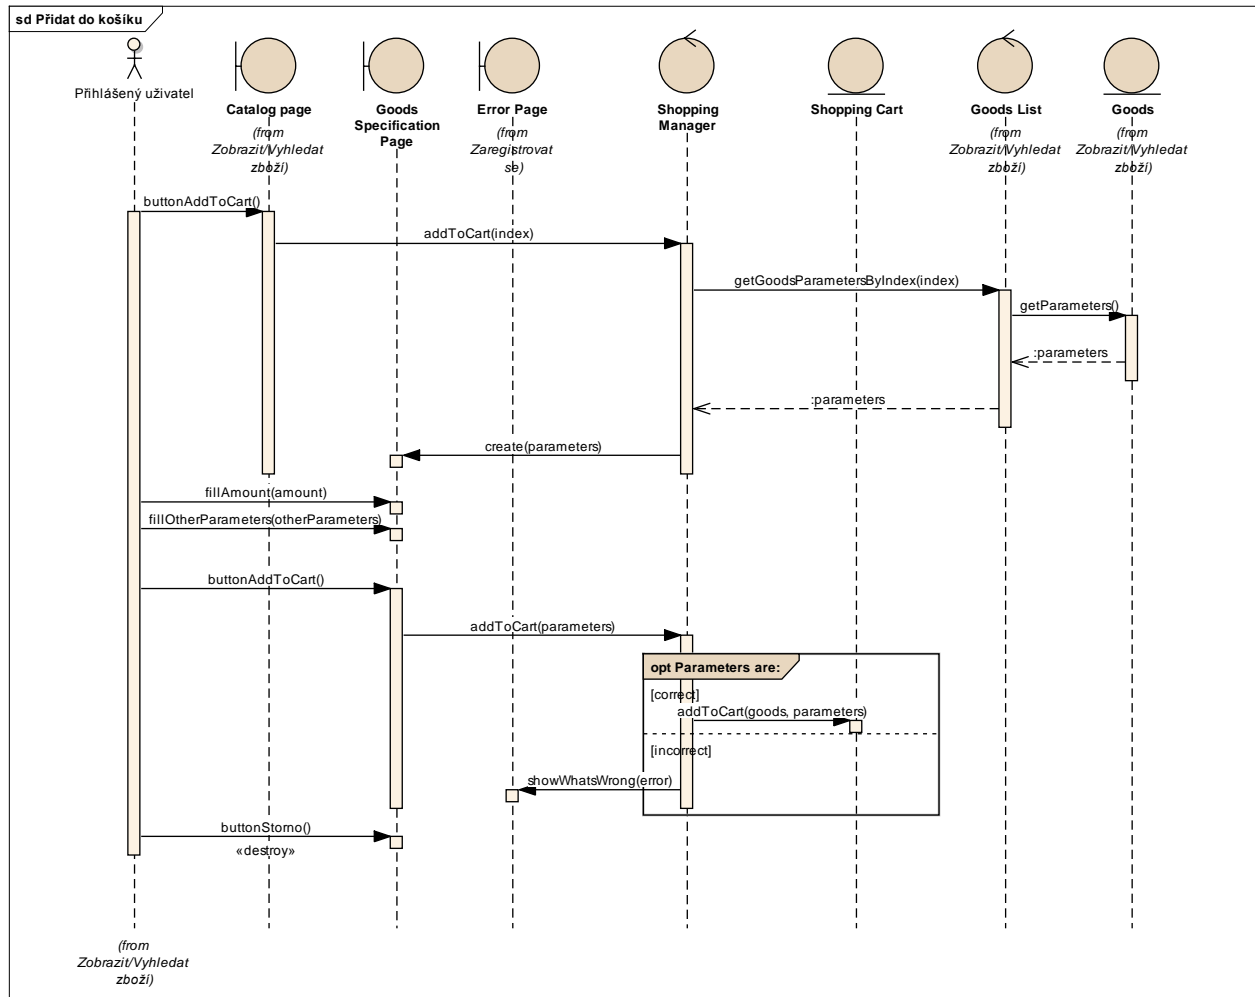 sd Přidat do košíku
Přihlášený uživatel
Catalog page
(from
Zobrazit/Vyhledat
zboží)
Goods
Specification
Page
Error Page
(from
Zaregistrovat
se)
Shopping
Manager
Shopping Cart
Goods List
(from
Zobrazit/Vyhledat
zboží)
Goods
(from
Zobrazit/Vyhledat
zboží)
buttonAddToCart()
addToCart(index)
getGoodsParametersByIndex(index)
getParameters()
:parameters
:parameters
create(parameters)
fillAmount(amount)
fillOtherParameters(otherParameters)
buttonAddToCart()
addToCart(parameters)
opt Parameters are:
[correct]
addToCart(goods, parameters)
[incorrect]
showWhatsWrong(error)
buttonStorno()
«destroy»
(from
Zobrazit/Vyhledat
zboží)